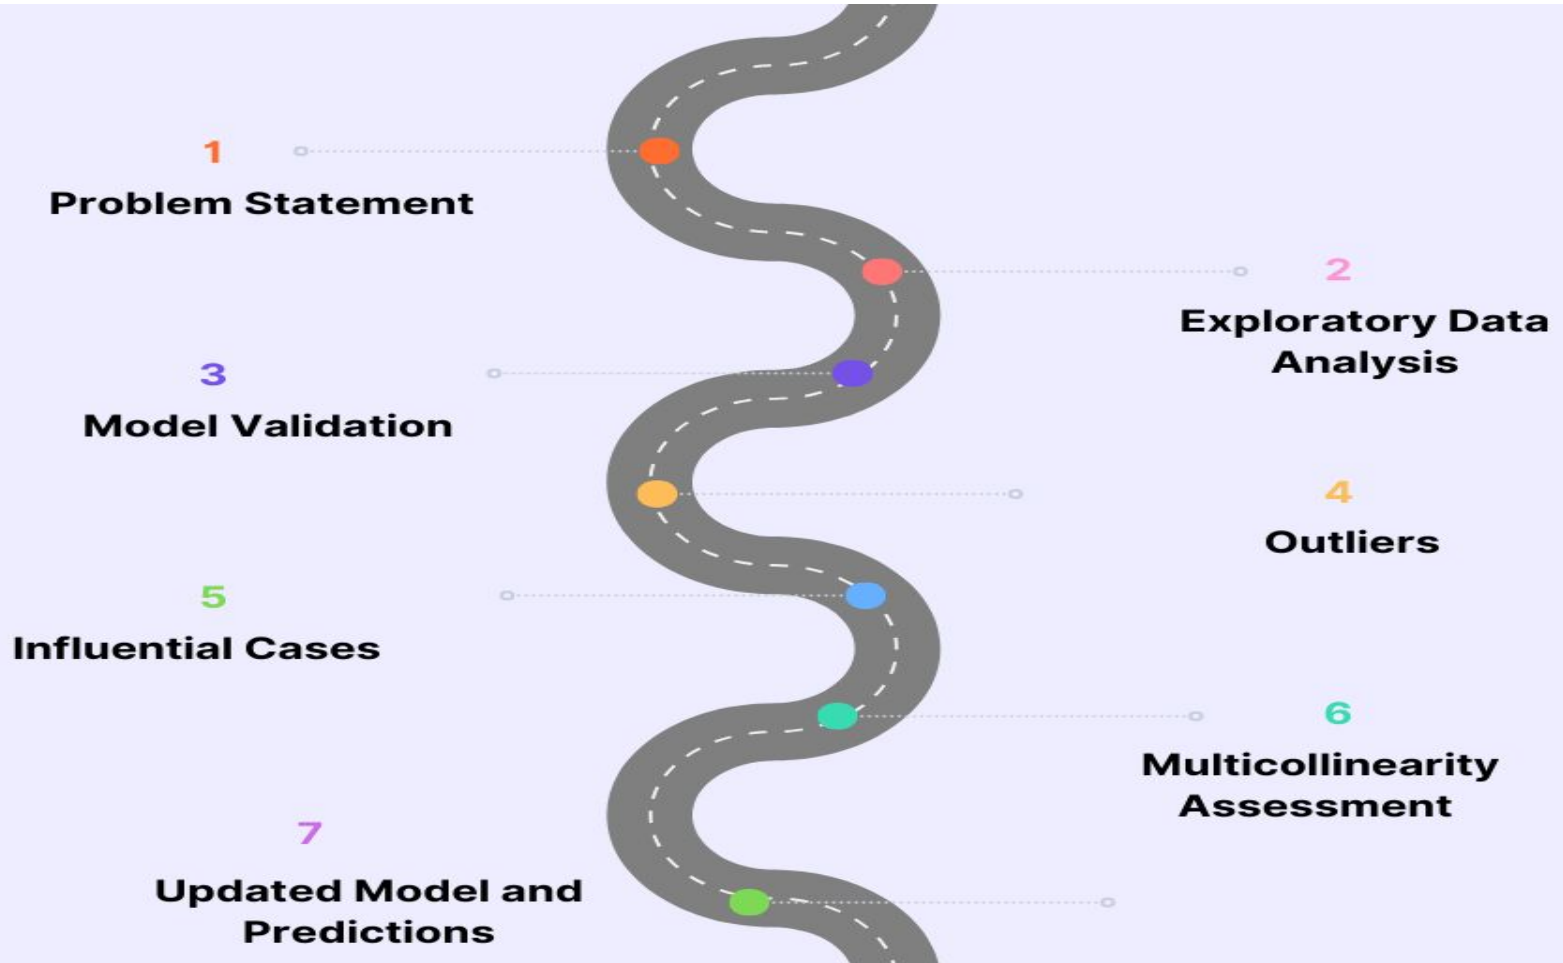 1
Problem Statement
2
Exploratory Data
Analysis
3
Model Validation
4
Outliers
5
Influential Cases
6
Multicollinearity
Assessment
7
Updated Model and
Predictions